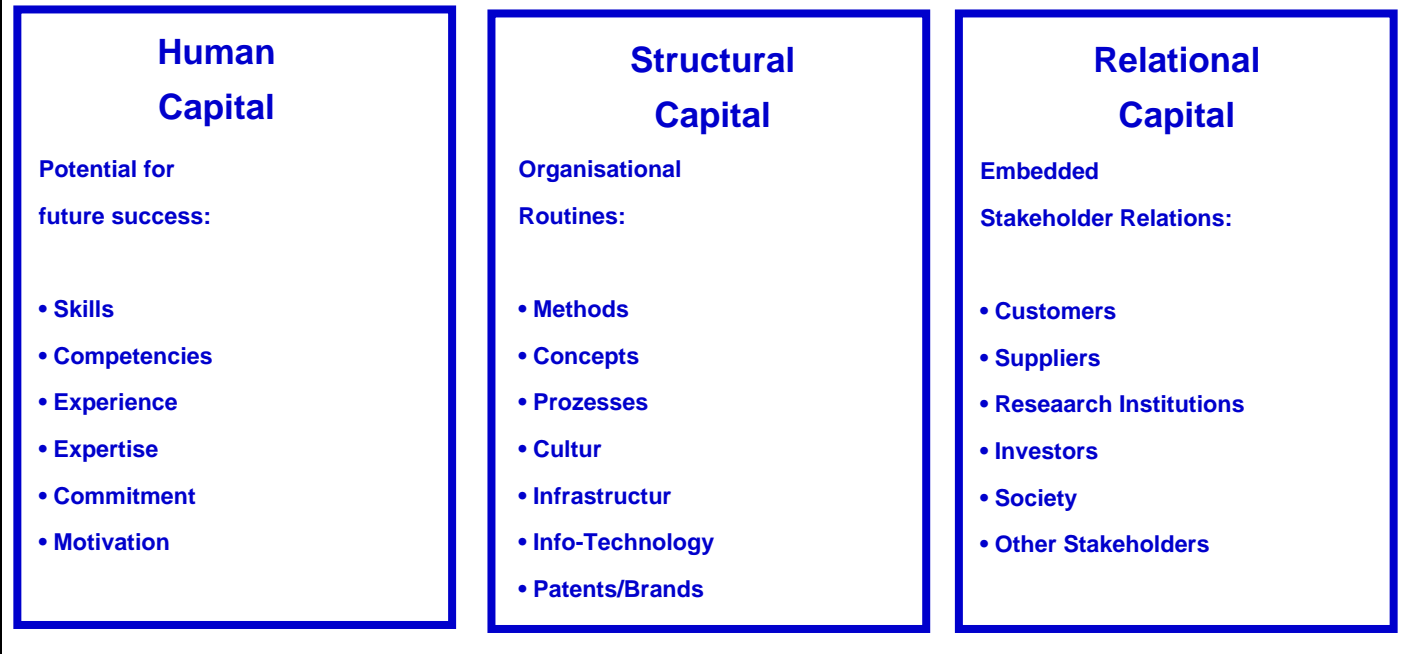 Human
Capital
Potential for
future success:
• Skills
• Competencies
• Experience
• Expertise
• Commitment
• Motivation
Structural
Capital
Organisational
Routines:
• Methods
• Concepts
• Prozesses
• Cultur
• Infrastructur
• Info-Technology
• Patents/Brands
Relational
Capital
Embedded
Stakeholder Relations:
• Customers
• Suppliers
• Reseaarch Institutions
• Investors
• Society
• Other Stakeholders